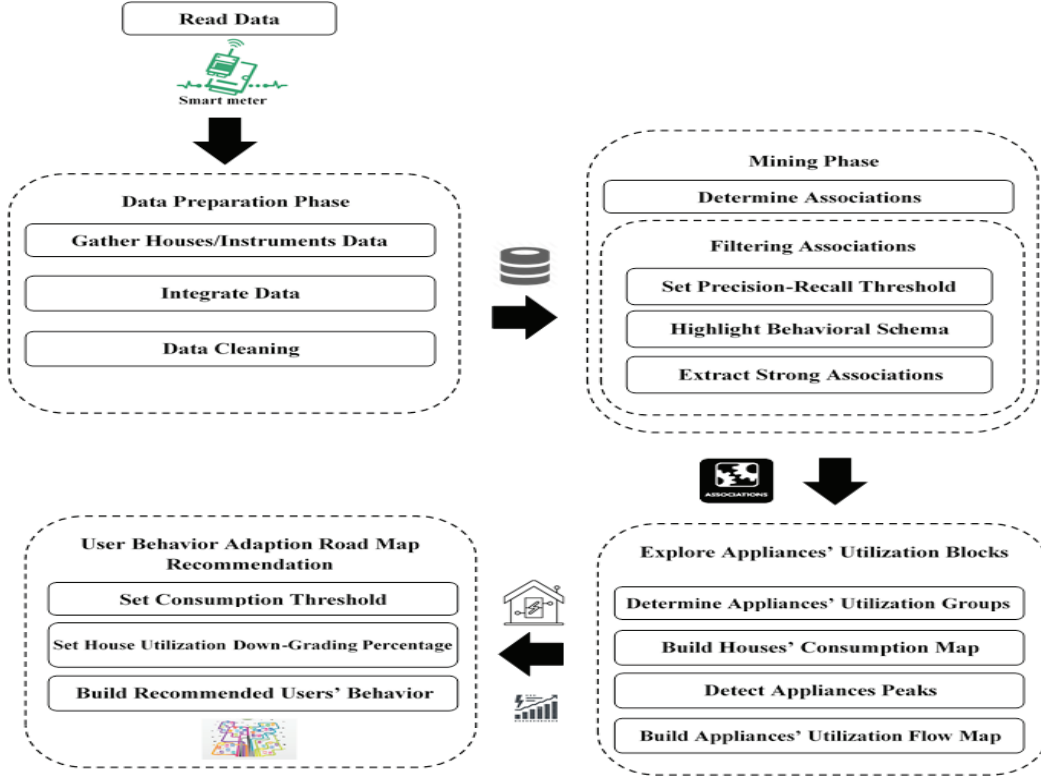 Read Data
Smart meter
Data Preparation Phase
Gather Houses/Instruments Data
Integrate Data
Data Cleaning
Mining Phase
Determine Associations
Filtering Associations
Set Precision-Recall Threshold
Highlight Behavioral Schema
Extract Strong Associations
ASSOCIATIONS
Explore Appliances’ Utilization Blocks
Determine Appliances’ Utilization Groups
Build Houses’ Consumption Map
Detect Appliances Peaks
Build Appliances’ Utilization Flow Map
User Behavior Adaption Road Map
Recommendation
Set Consumption Threshold
Set House Utilization Down-Grading Percentage
Build Recommended Users’ Behavior